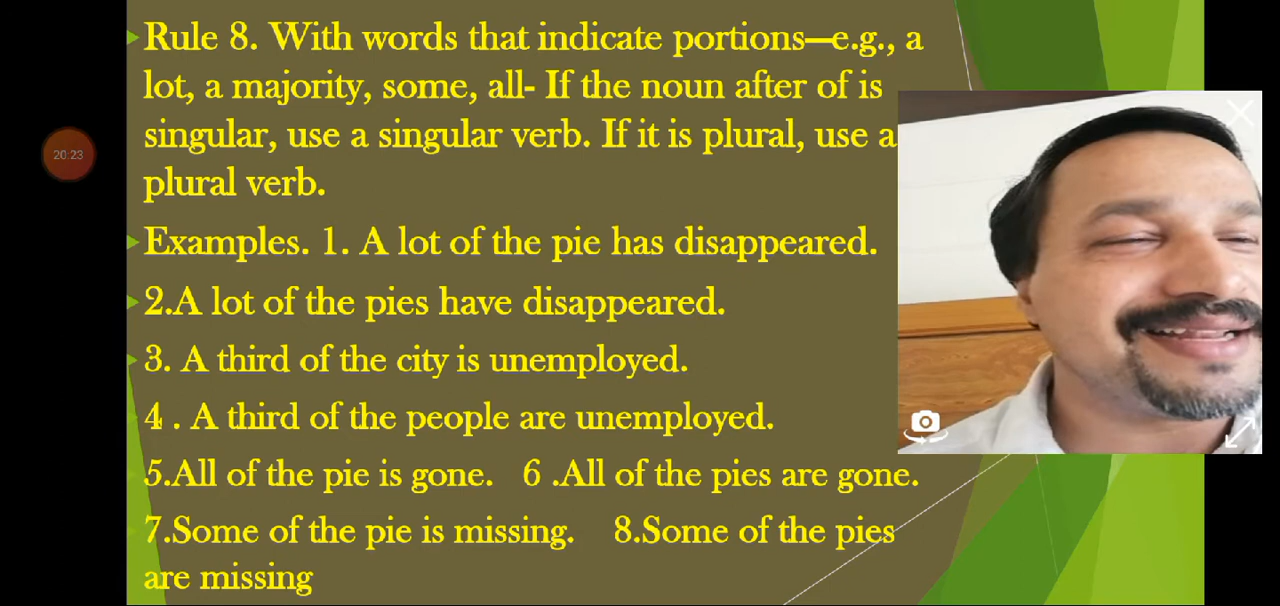 Rule 8. With words that indicate portions—e.g., a
lot, a majority, some, all- If the noun after of is
singular, use a singular verb. If it is plural, use a
plural verb.
20:23
Examples. 1. A lot of the pie has disappeared.
2.A lot of the pies have disappeared.
3. A third of the city is unemployed.
4 . A third of the people are unemployed.
5.All of the pie is gone. 6 .All of the pies are gone.
7.Some of the pie is missing. 8.Some of the pies
are missing